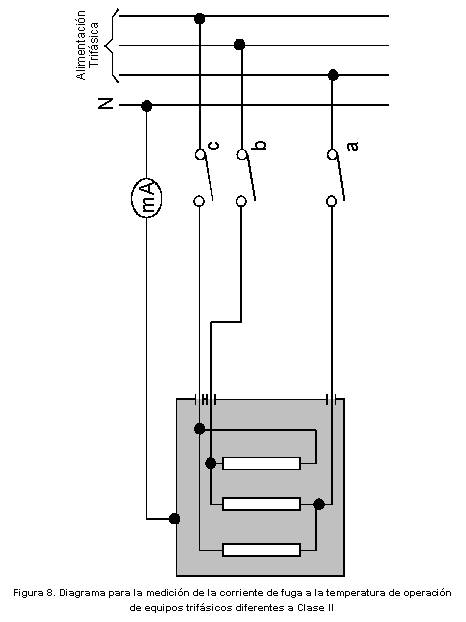 Alimentación
Trifásica
N
c
b
a
mA
Figura 8. Diagrama para la medición de la corriente de fuga a la temperatura de operación
de equipos trifásicos diferentes a Clase II